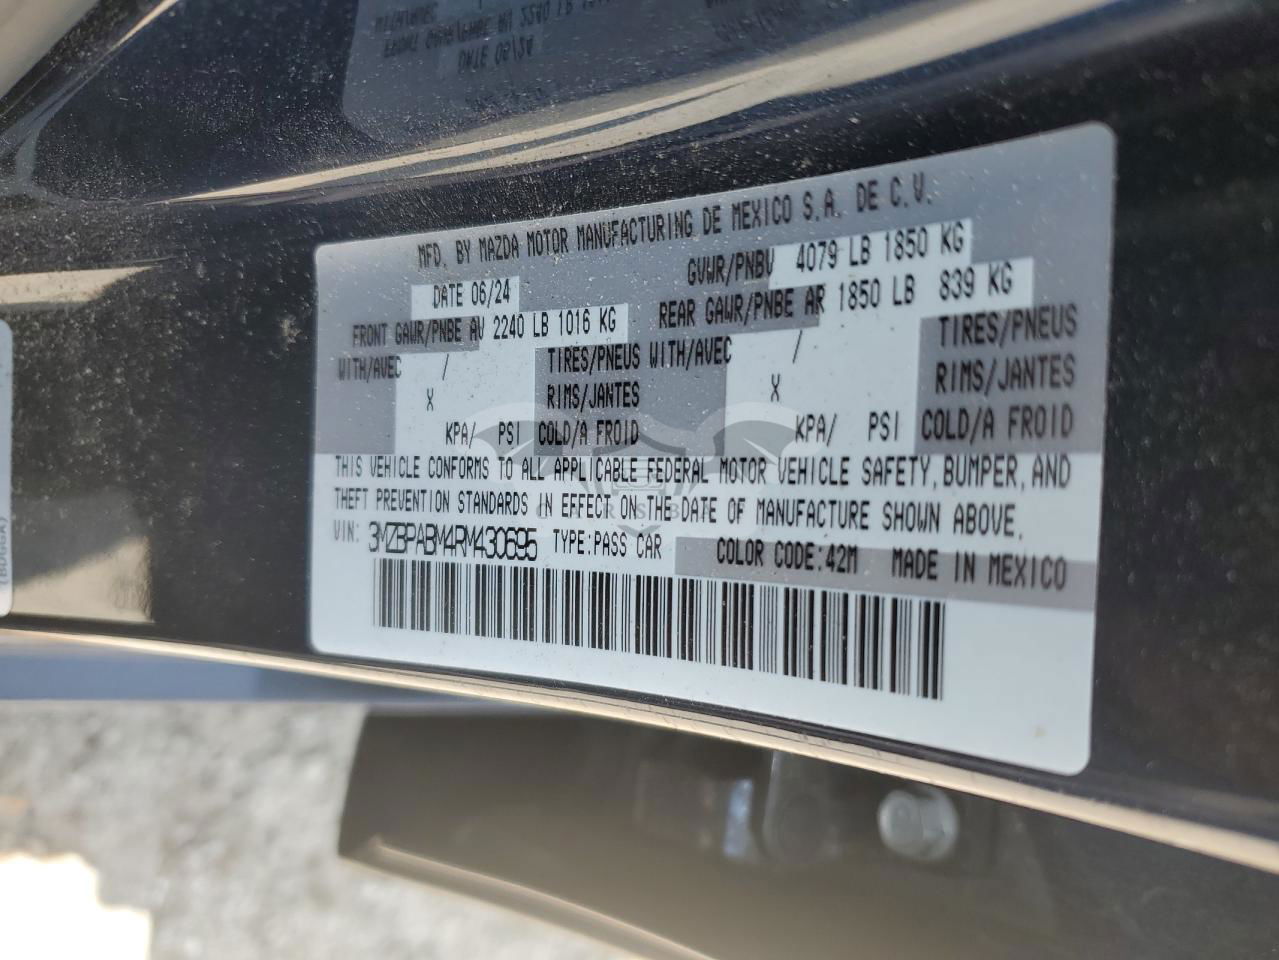 MFD. BY MAZDA MOTOR MANUFACTURING DE MEXICO S.A. DE C.V.
DATE 06/24 GVWR/PNBV 4079 LB 1850 KG
FRONT GAWR/PNBE AV 2240 LB 1016 KG REAR GAWR/PNBE AR 1850 LB 839 KG
WITH/AVEC / TIRES/PNEUS WITH/AVEC / TIRES/PNEUS
X RIMS/JANTES X RIMS/JANTES
KPA/ PSI COLD/A FROID KPA/ PSI COLD/A FROID
THIS VEHICLE CONFORMS TO ALL APPLICABLE FEDERAL MOTOR VEHICLE SAFETY, BUMPER, AND
THEFT PREVENTION STANDARDS IN EFFECT ON THE DATE OF MANUFACTURE SHOWN ABOVE.
VIN: 3MZBPABM4RM430695 TYPE:PASS CAR COLOR CODE:42M MADE IN MEXICO